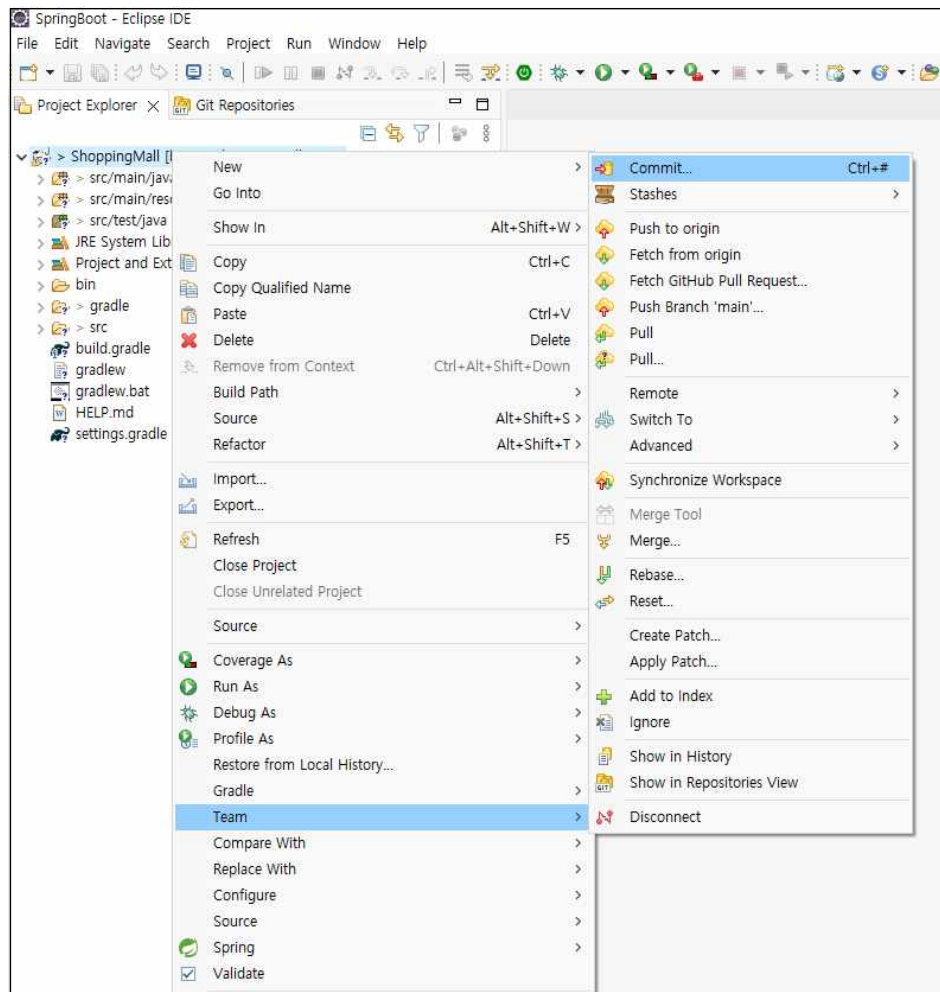 SpringBoot - Eclipse IDE
File Edit Navigate Search Project Run Window Help
Project Explorer Git Repositories
> ShoppingMall [
> src/main/java
> src/main/res
> src/test/java
JRE System Lib
Project and Ext
bin
> gradle
> src
build.gradle
gradlew
gradlew.bat
HELP.md
settings.gradle
New
Go Into
Show In Alt+Shift+W >
Copy Ctrl+C
Copy Qualified Name
Paste Ctrl+V
Delete Delete
Remove from Context Ctrl+Alt+Shift+Down
Build Path
Source Alt+Shift+S >
Refactor Alt+Shift+T >
Import...
Export...
Refresh F5
Close Project
Close Unrelated Project
Source
Coverage As
Run As
Debug As
Profile As
Restore from Local History...
Gradle
Team
Compare With
Replace With
Configure
Source
Spring
Validate
Commit... Ctrl+#
Stashes
Push to origin
Fetch from origin
Fetch GitHub Pull Request...
Push Branch 'main'...
Pull
Pull...
Remote
Switch To
Advanced
Synchronize Workspace
Merge Tool
Merge...
Rebase...
Reset...
Create Patch...
Apply Patch...
Add to Index
Ignore
Show in History
Show in Repositories View
Disconnect